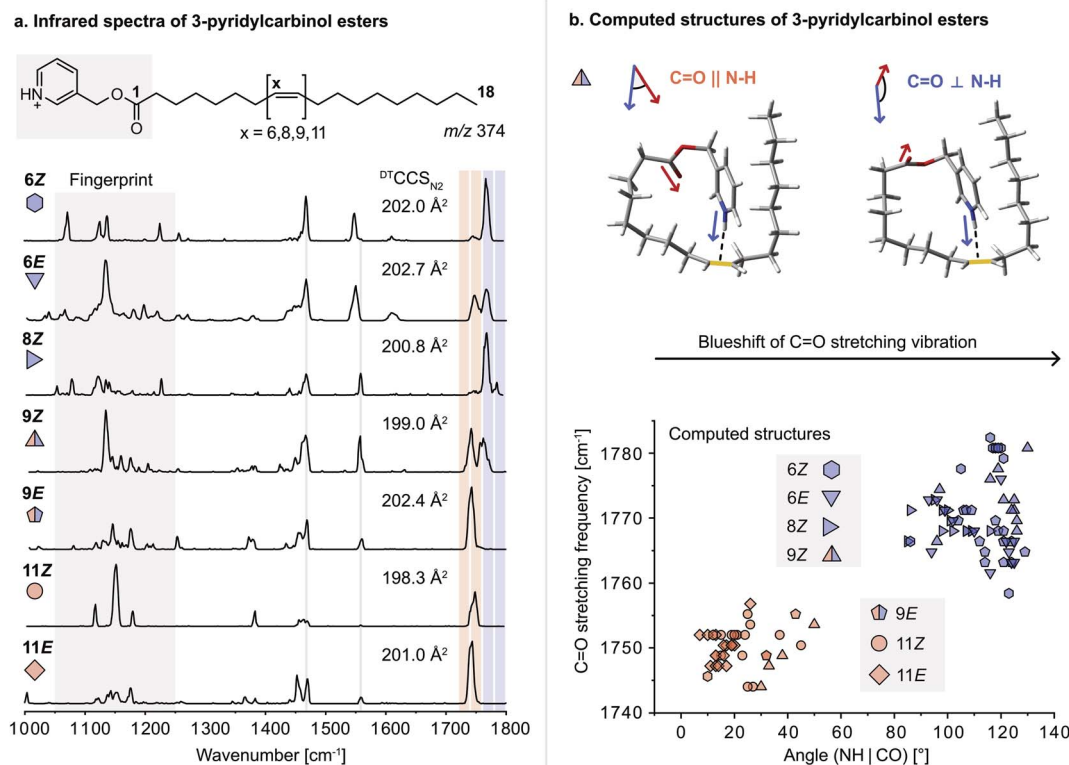 a. Infrared spectra of 3-pyridylcarbinol esters
HN
+
O
1
O
x
18
x = 6,8,9,11
m/z 374
6Z
Fingerprint
DTCCSN2
202.0 Å2
6E
202.7 Å2
8Z
200.8 Å2
9Z
199.0 Å2
9E
202.4 Å2
11Z
198.3 Å2
11E
201.0 Å2
1000 1100 1200 1300 1400 1500 1600 1700 1800
Wavenumber [cm-1]
b. Computed structures of 3-pyridylcarbinol esters
C=O || N-H
C=O ⊥ N-H
Blueshift of C=O stretching vibration
C=O stretching frequency [cm-1]
1780
1770
1760
1750
1740
Computed structures
6Z
6E
8Z
9Z
9E
11Z
11E
0 20 40 60 80 100 120 140
Angle (NH|CO) [°]